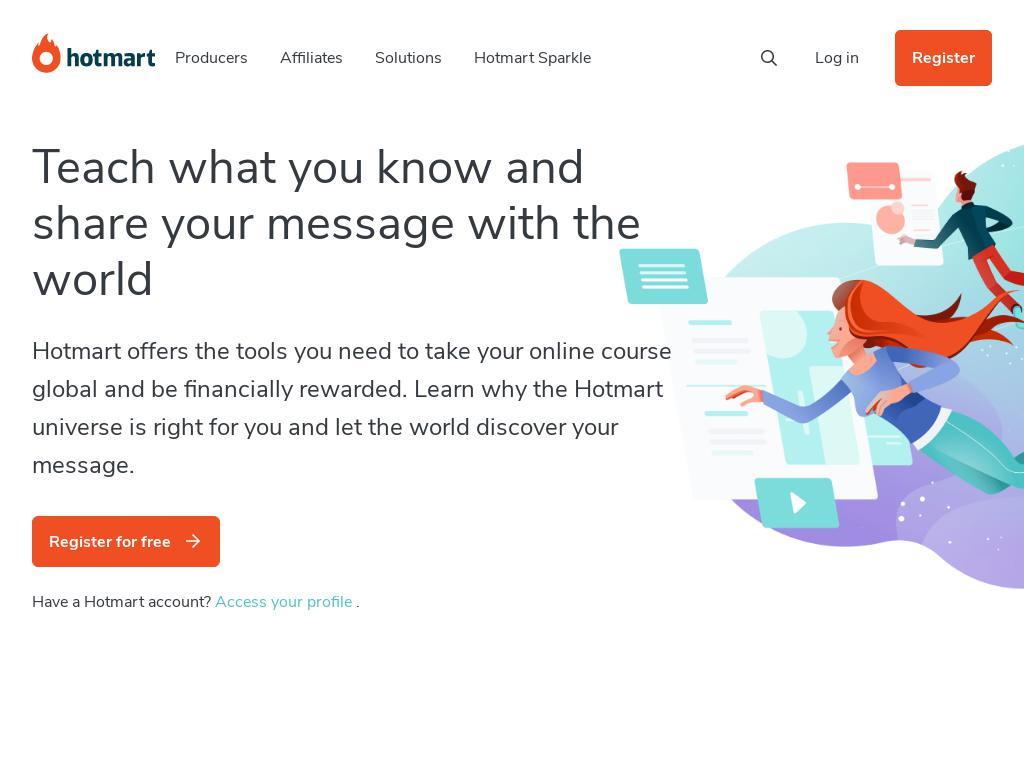 hotmart Producers Affiliates Solutions Hotmart Sparkle Log in Register
Teach what you know and
share your message with the
world
Hotmart offers the tools you need to take your online course
global and be financially rewarded. Learn why the Hotmart
universe is right for you and let the world discover your
message.
Register for free
Have a Hotmart account? Access your profile .